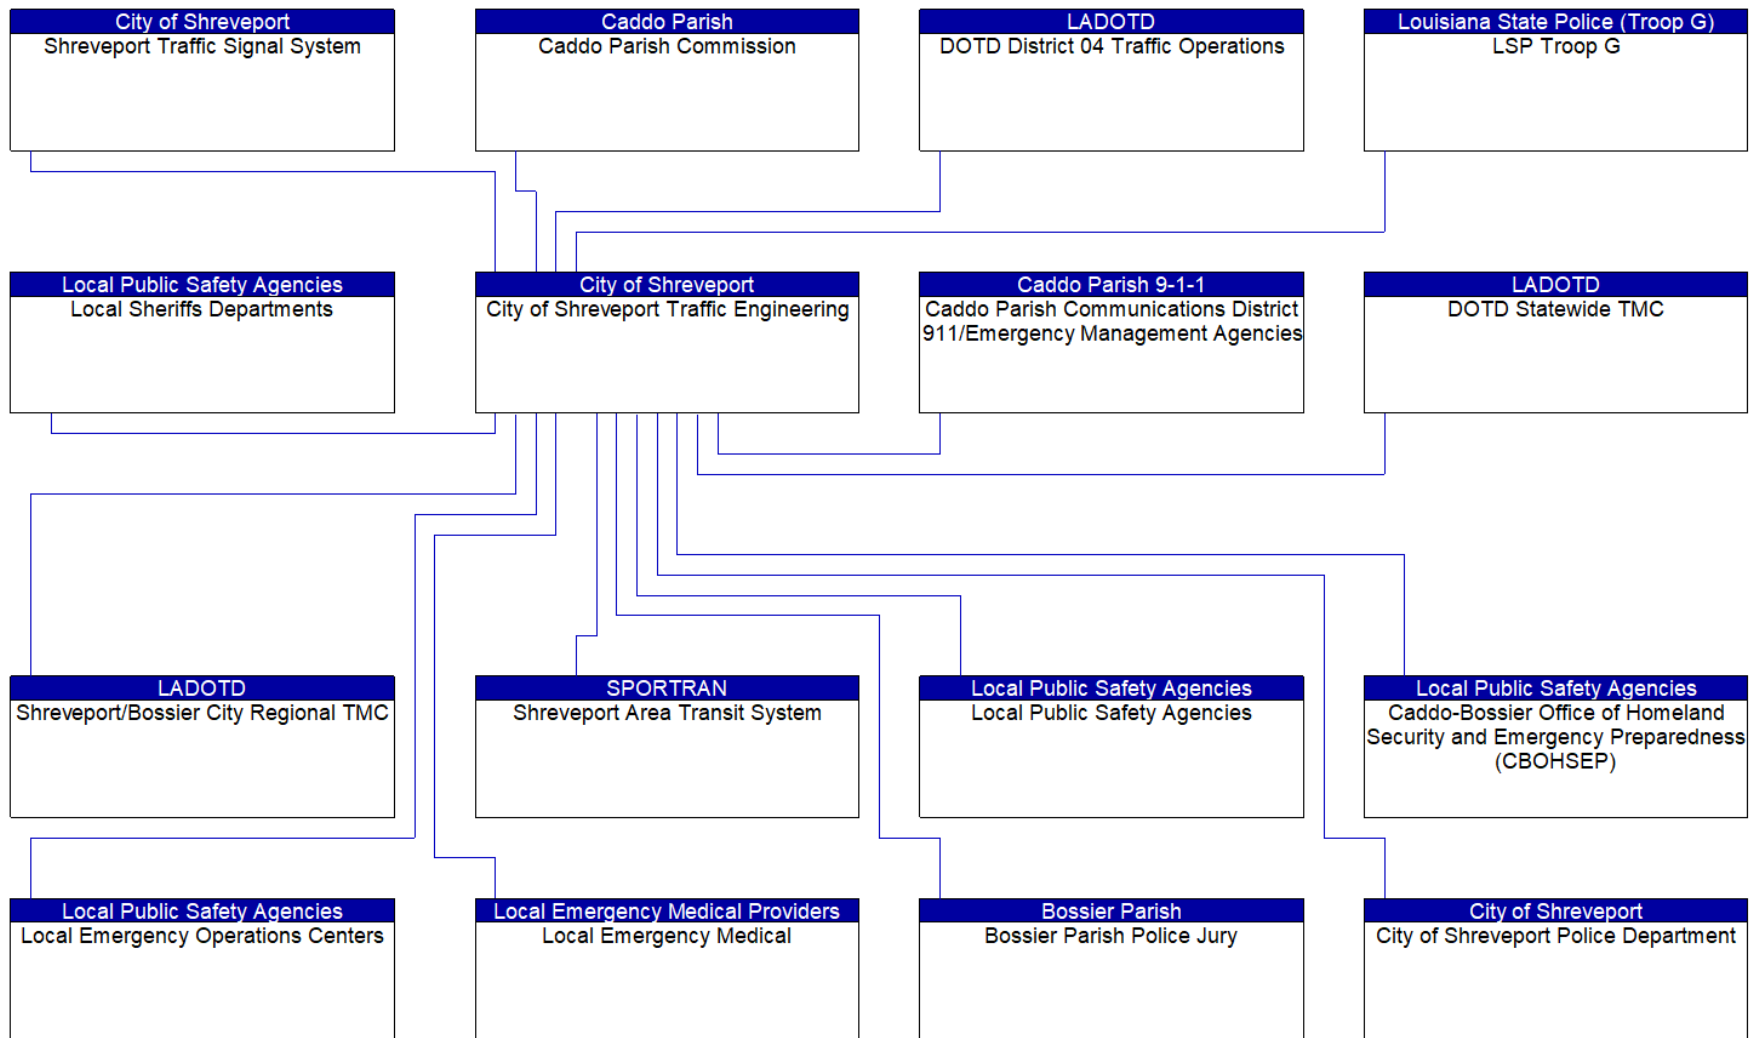 City of Shreveport
Shreveport Traffic Signal System
Caddo Parish
Caddo Parish Commission
LADOTD
DOTD District 04 Traffic Operations
Louisiana State Police (Troop G)
LSP Troop G
Local Public Safety Agencies
Local Sheriffs Departments
City of Shreveport
City of Shreveport Traffic Engineering
Caddo Parish 9-1-1
Caddo Parish Communications District
911/Emergency Management Agencies
LADOTD
DOTD Statewide TMC
LADOTD
Shreveport/Bossier City Regional TMC
SPORTRAN
Shreveport Area Transit System
Local Public Safety Agencies
Local Public Safety Agencies
Local Public Safety Agencies
Caddo-Bossier Office of Homeland
Security and Emergency Preparedness
(CBOHSEP)
Local Public Safety Agencies
Local Emergency Operations Centers
Local Emergency Medical Providers
Local Emergency Medical
Bossier Parish
Bossier Parish Police Jury
City of Shreveport
City of Shreveport Police Department